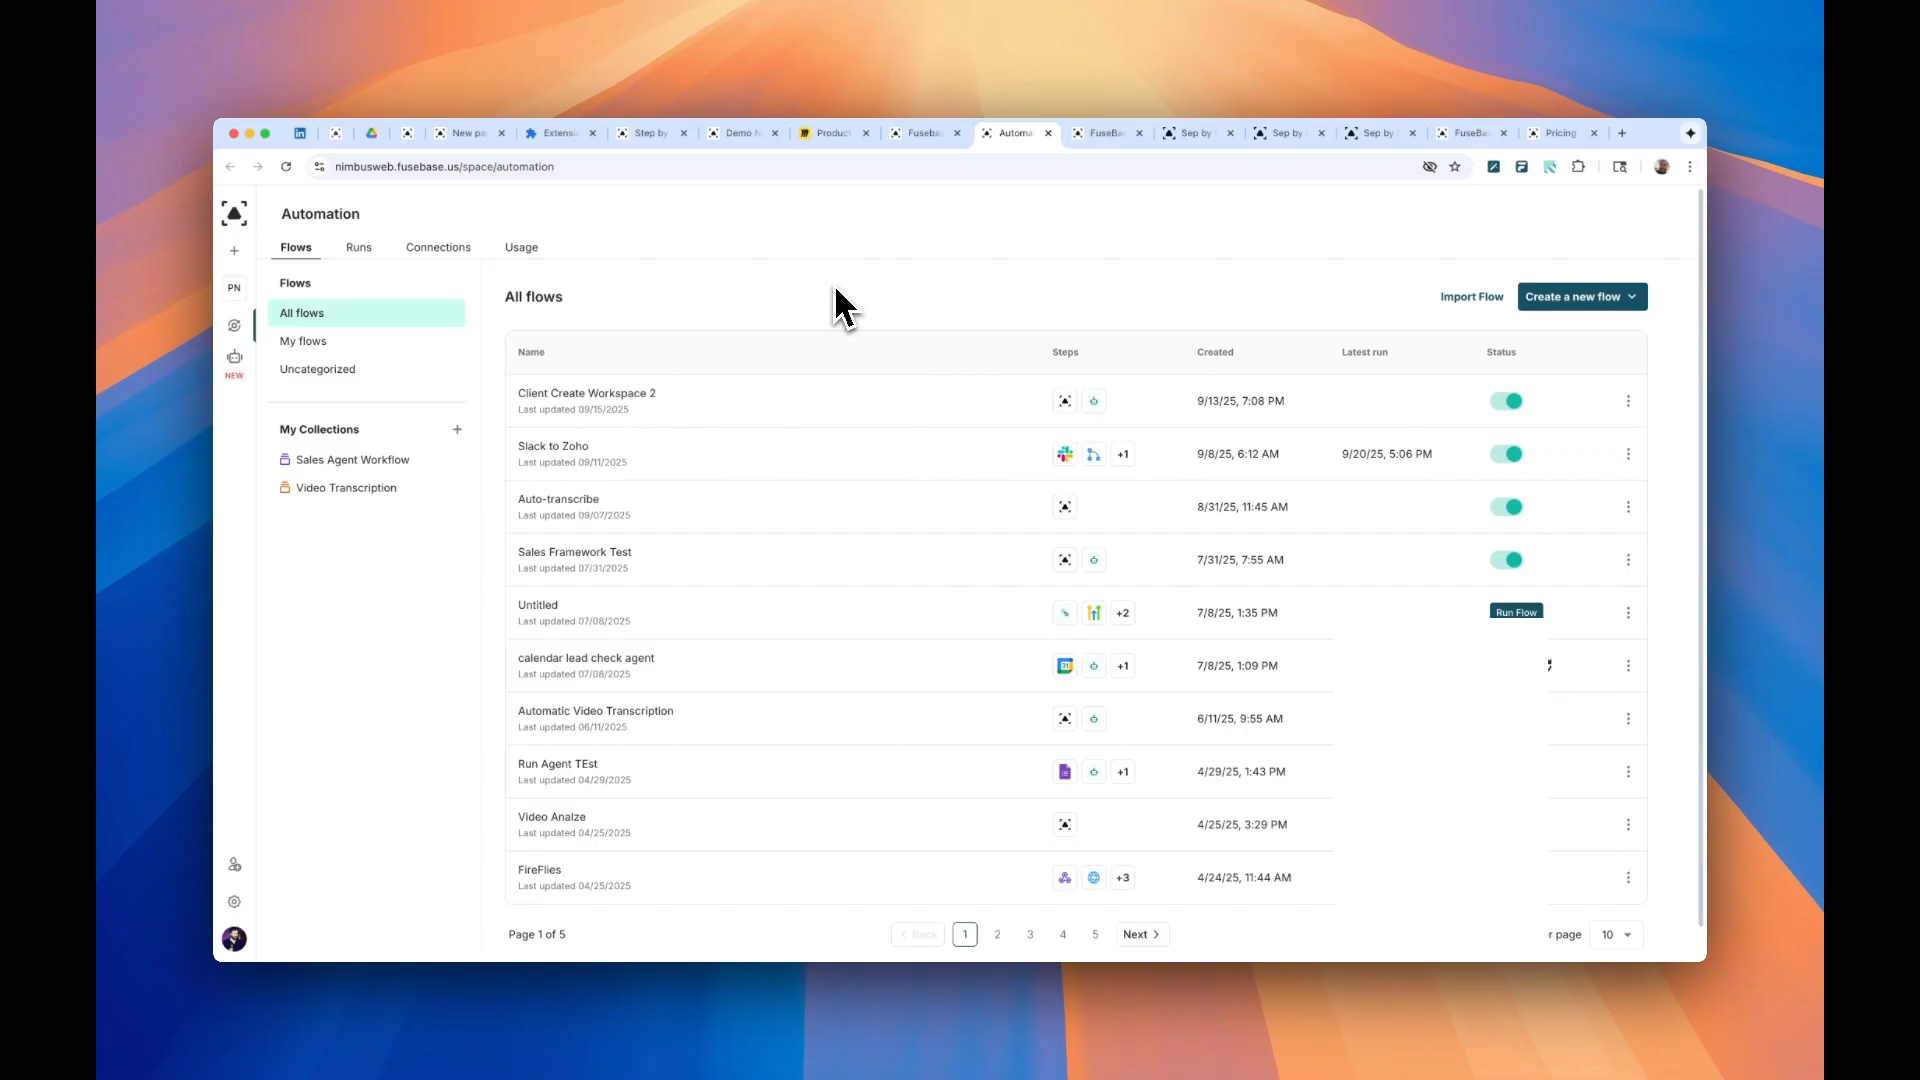 New pa
Extensi
Step by
Demo N
Product
Fusebas
Automa
FuseBa
Sep by
Sep by
Sep by
FuseBa
Pricing
nimbusweb.fusebase.us/space/automation
Automation
Flows
Runs
Connections
Usage
PN
NEW
Flows
All flows
My flows
Uncategorized
My Collections
Sales Agent Workflow
Video Transcription
All flows
Import Flow
Create a new flow
Name Steps Created Latest run Status
Client Create Workspace 2
Last updated 09/15/2025
9/13/25, 7:08 PM
Slack to Zoho
Last updated 09/11/2025
+1
9/8/25, 6:12 AM
9/20/25, 5:06 PM
Auto-transcribe
Last updated 09/07/2025
8/31/25, 11:45 AM
Sales Framework Test
Last updated 07/31/2025
7/31/25, 7:55 AM
Untitled
Last updated 07/08/2025
+2
7/8/25, 1:35 PM
Run Flow
calendar lead check agent
Last updated 07/08/2025
31
+1
7/8/25, 1:09 PM
Automatic Video Transcription
Last updated 06/11/2025
6/11/25, 9:55 AM
Run Agent TEst
Last updated 04/29/2025
+1
4/29/25, 1:43 PM
Video Analze
Last updated 04/25/2025
4/25/25, 3:29 PM
FireFlies
Last updated 04/25/2025
+3
4/24/25, 11:44 AM
Page 1 of 5
Back
1
2
3
4
5
Next
r page
10